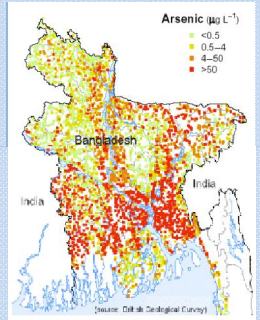 Arsenic (µg L⁻¹)
<0.5
0.5–4
4–50
>50
Bangladesh
India
India
(source: British Geological Survey)